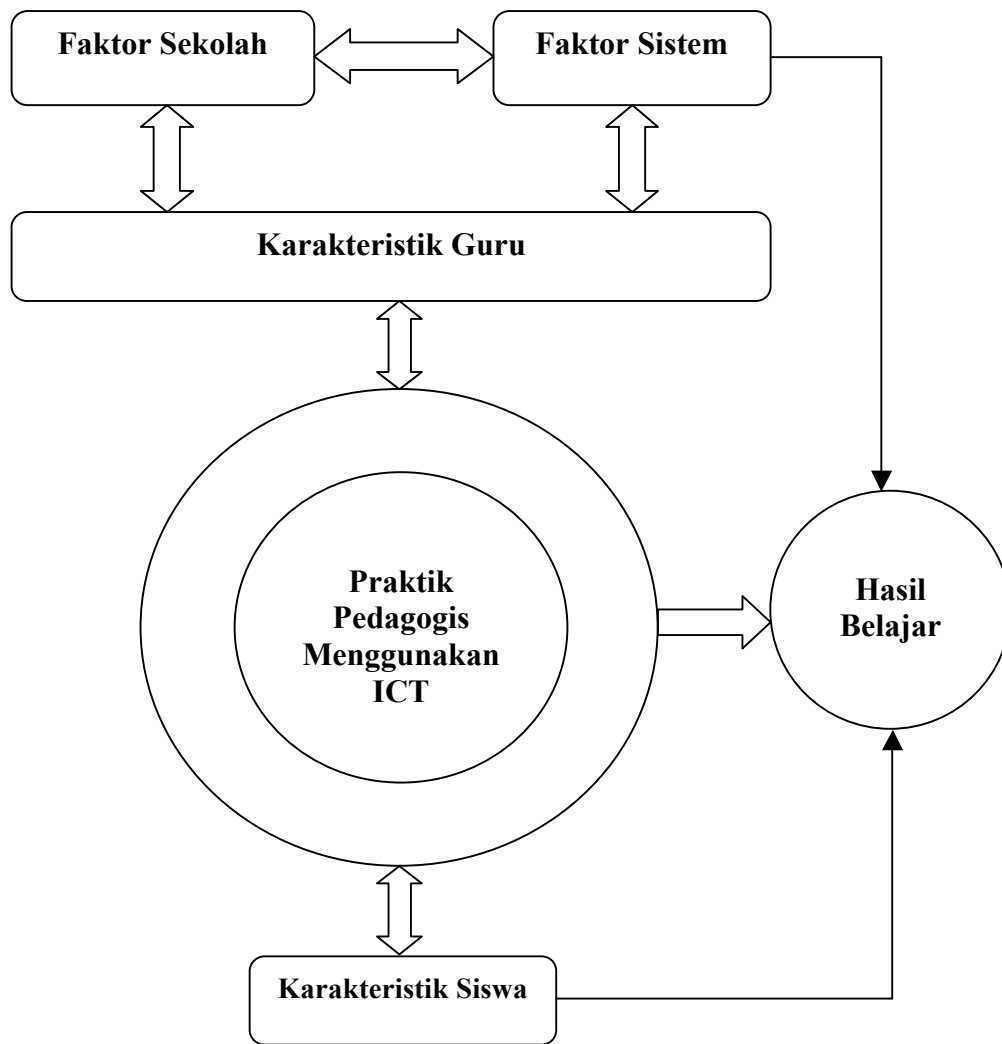 Faktor Sekolah
Faktor Sistem
Karakteristik Guru
Praktik
Pedagogis
Menggunakan
ICT
Hasil
Belajar
Karakteristik Siswa